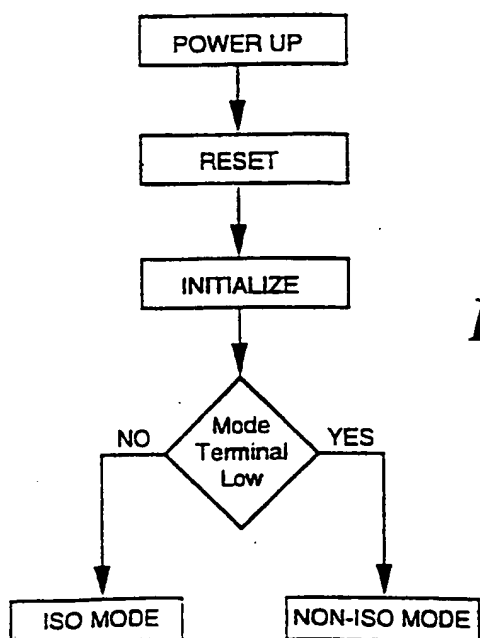 POWER UP
RESET
INITIALIZE
Mode
Terminal
Low
NO
YES
ISO MODE
NON-ISO MODE